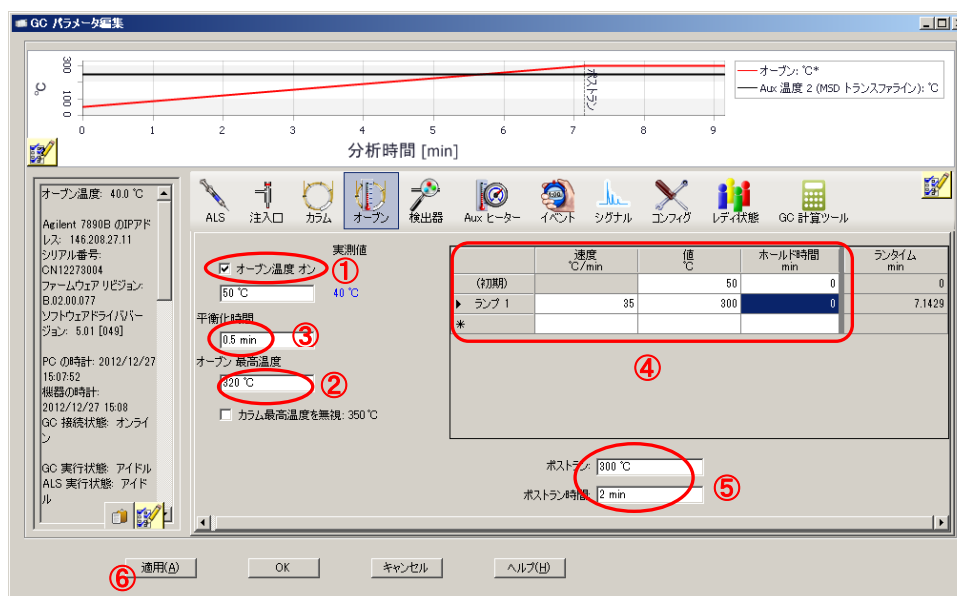 GC パラメータ編集
300
℃
100
0
0 1 2 3 4 5 6 7 8 9
ポストラン
分析時間 [min]
オーブン: ℃*
Aux 温度 2 (MSD トランスファライン): ℃
オーブン温度: 40.0 ℃
Agilent 7890B のIPアド
レス: 146.208.27.11
シリアル番号:
CN12273004
ファームウェア リビジョン:
B.02.00.077
ソフトウェアドライババー
ジョン: 5.01 [049]
PC の時計: 2012/12/27
15:07:52
機器の時計:
2012/12/27 15:08
GC 接続状態: オンライ
ン
GC 実行状態: アイドル
ALS 実行状態: アイド
ル
ALS 注入口 カラム オーブン 検出器 Aux ヒーター イベント シグナル コンフィグ レディ状態 GC 計算ツール
実測値
オーブン温度 オン ①
50 ℃ 40 ℃
平衡化時間
0.5 min ③
オーブン 最高温度
320 ℃ ②
カラム最高温度を無視: 350 ℃
速度 ℃/min 値 ℃ ホールド時間 min ランタイム min
(初期) 50 0 0
ランプ 1 35 300 0 7.1429
*
④
ポストラン: 300 ℃
ポストラン時間: 2 min ⑤
⑥ 適用(A) OK キャンセル ヘルプ(H)